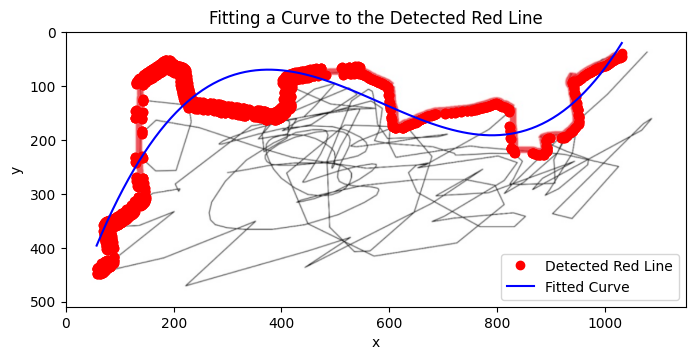 Fitting a Curve to the Detected Red Line
0
100
200
300
400
500
y
0 200 400 600 800 1000
x
Detected Red Line
Fitted Curve